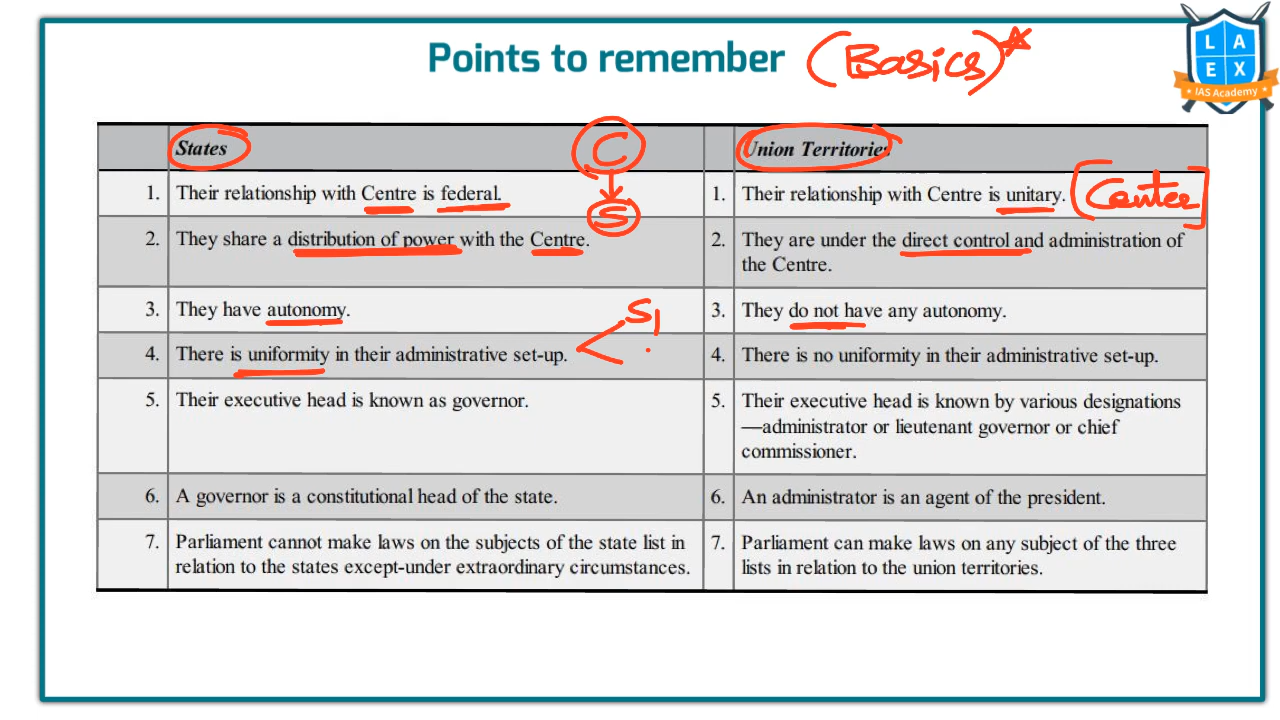 Points to remember (Basics)
L A
E X
IAS Academy
States
C
S
Union Territories
1. Their relationship with Centre is federal.
1. Their relationship with Centre is unitary. [Center]
2. They share a distribution of power with the Centre.
2. They are under the direct control and administration of
the Centre.
3. They have autonomy.
S1
3. They do not have any autonomy.
4. There is uniformity in their administrative set-up.
4. There is no uniformity in their administrative set-up.
5. Their executive head is known as governor.
5. Their executive head is known by various designations
—administrator or lieutenant governor or chief
commissioner.
6. A governor is a constitutional head of the state.
6. An administrator is an agent of the president.
7. Parliament cannot make laws on the subjects of the state list in
relation to the states except-under extraordinary circumstances.
7. Parliament can make laws on any subject of the three
lists in relation to the union territories.